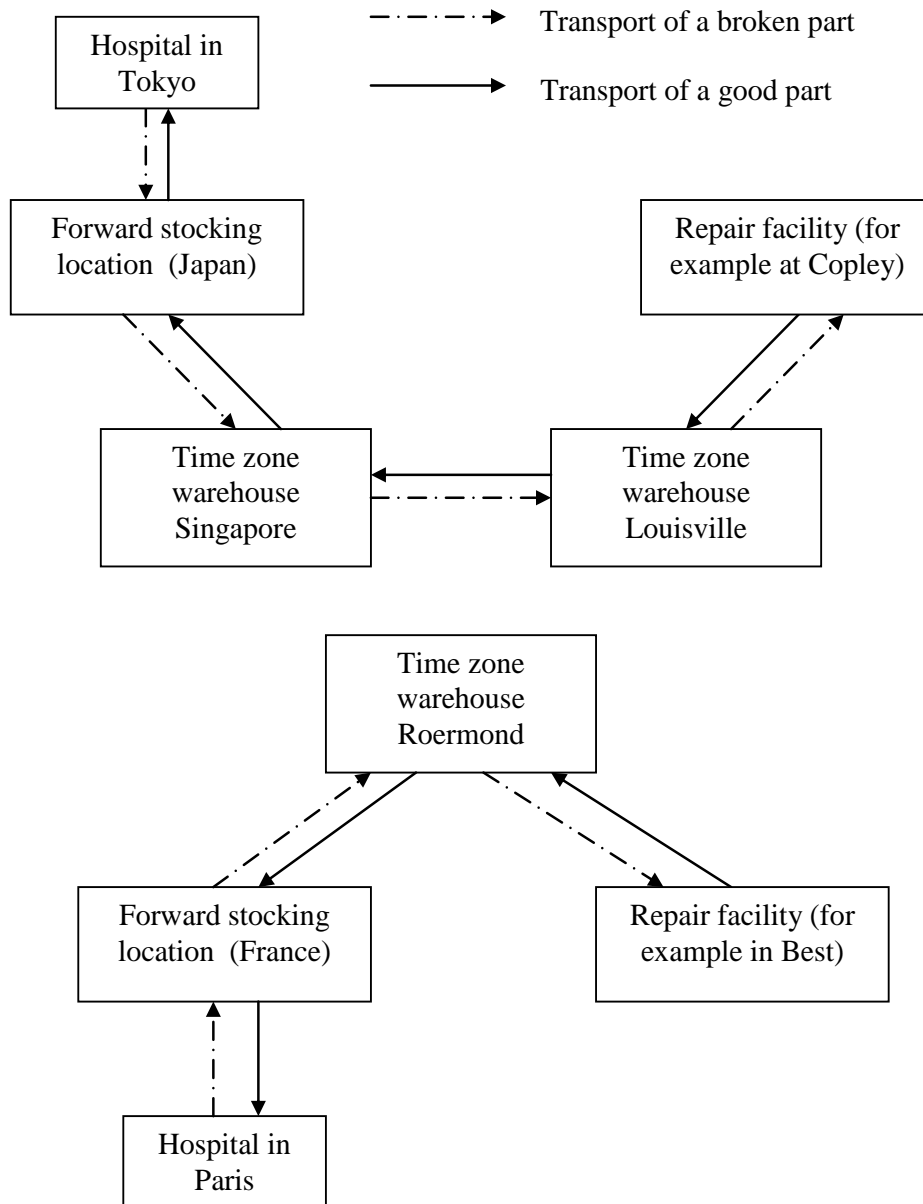 Transport of a broken part
Hospital in
Tokyo
Transport of a good part
Forward stocking
location (Japan)
Repair facility (for
example at Copley)
Time zone
warehouse
Singapore
Time zone
warehouse
Louisville
Time zone
warehouse
Roermond
Forward stocking
location (France)
Repair facility (for
example in Best)
Hospital in
Paris